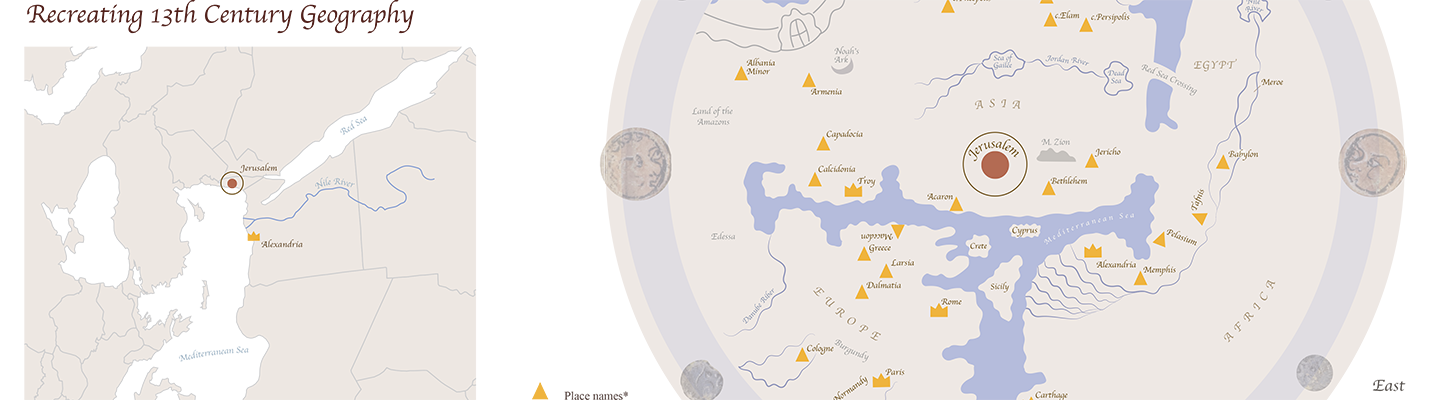 Recreating 13th Century Geography
Red Sea
Jerusalem
Nile River
Alexandria
Mediterranean Sea
c.Elam
c.Persipolis
Nile
River
Noah's
Ark
Albania
Minor
Armenia
Sea of
Galilee
Jordan River
Dead
Sea
Red Sea Crossing
EGYPT
Meroe
Land of the
Amazons
ASIA
Capadocia
Jerusalem
M. Zion
Jericho
Babylon
Calcidonia
Troy
Bethlehem
Acaron
Tafnis
Edessa
Macedon
Mediterranean Sea
Cyprus
Crete
Greece
Pelasium
Larsia
Alexandria
Memphis
Dalmatia
Sicily
EUROPE
Rome
Danube Riber
AFRICA
Cologne
Burgundy
Paris
Normandy
Carthage
East
Place names*